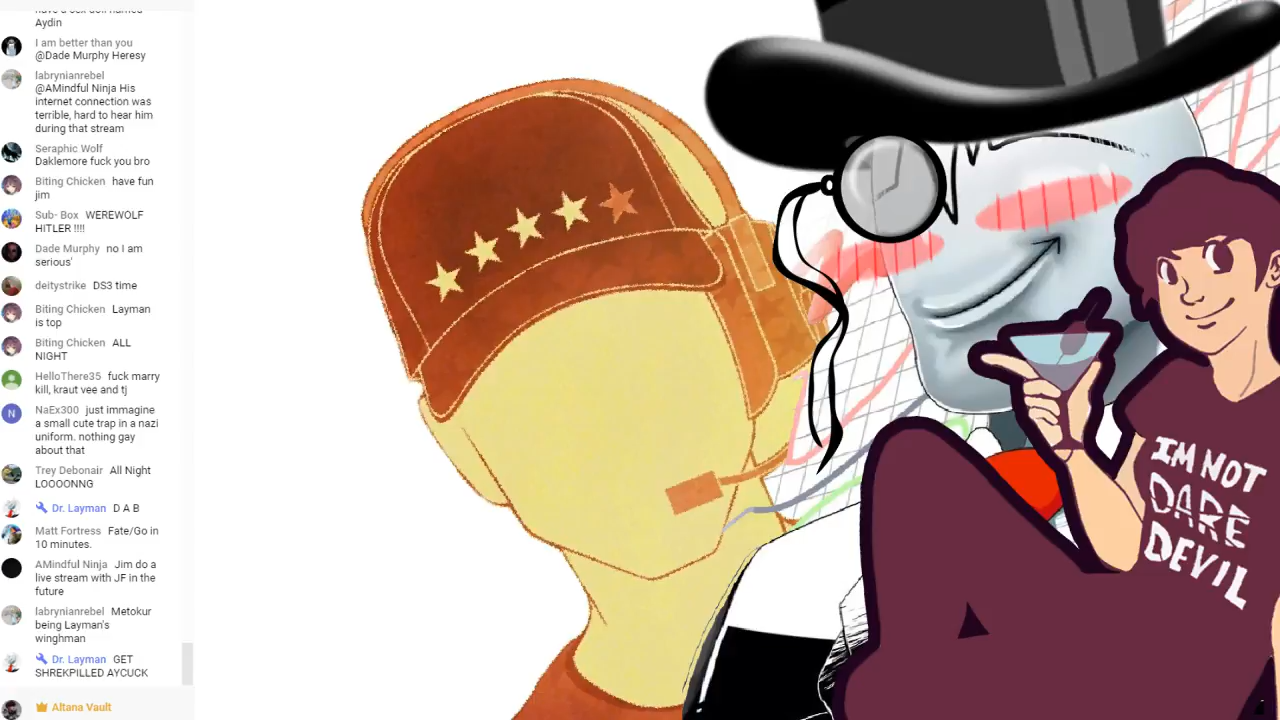 Aydin
I am better than you
@Dade Murphy Heresy
labrynianrebel
@AMindful Ninja His
internet connection was
terrible, hard to hear him
during that stream
Seraphic Wolf
Daklemore fuck you bro
Biting Chicken have fun
jim
Sub- Box WEREWOLF
HITLER !!!!
Dade Murphy no I am
serious'
deitystrike DS3 time
Biting Chicken Layman
is top
Biting Chicken ALL
NIGHT
HelloThere35 fuck marry
kill, kraut vee and tj
N
NaEx300 just immagine
a small cute trap in a nazi
uniform. nothing gay
about that
Trey Debonair All Night
LOOOONNG
Dr. Layman D A B
Matt Fortress Fate/Go in
10 minutes.
AMindful Ninja Jim do a
live stream with JF in the
future
labrynianrebel Metokur
being Layman's
winghman
Dr. Layman GET
SHREKPILLED AYCUCK
Altana Vault
IM NOT
DARE
DEVIL